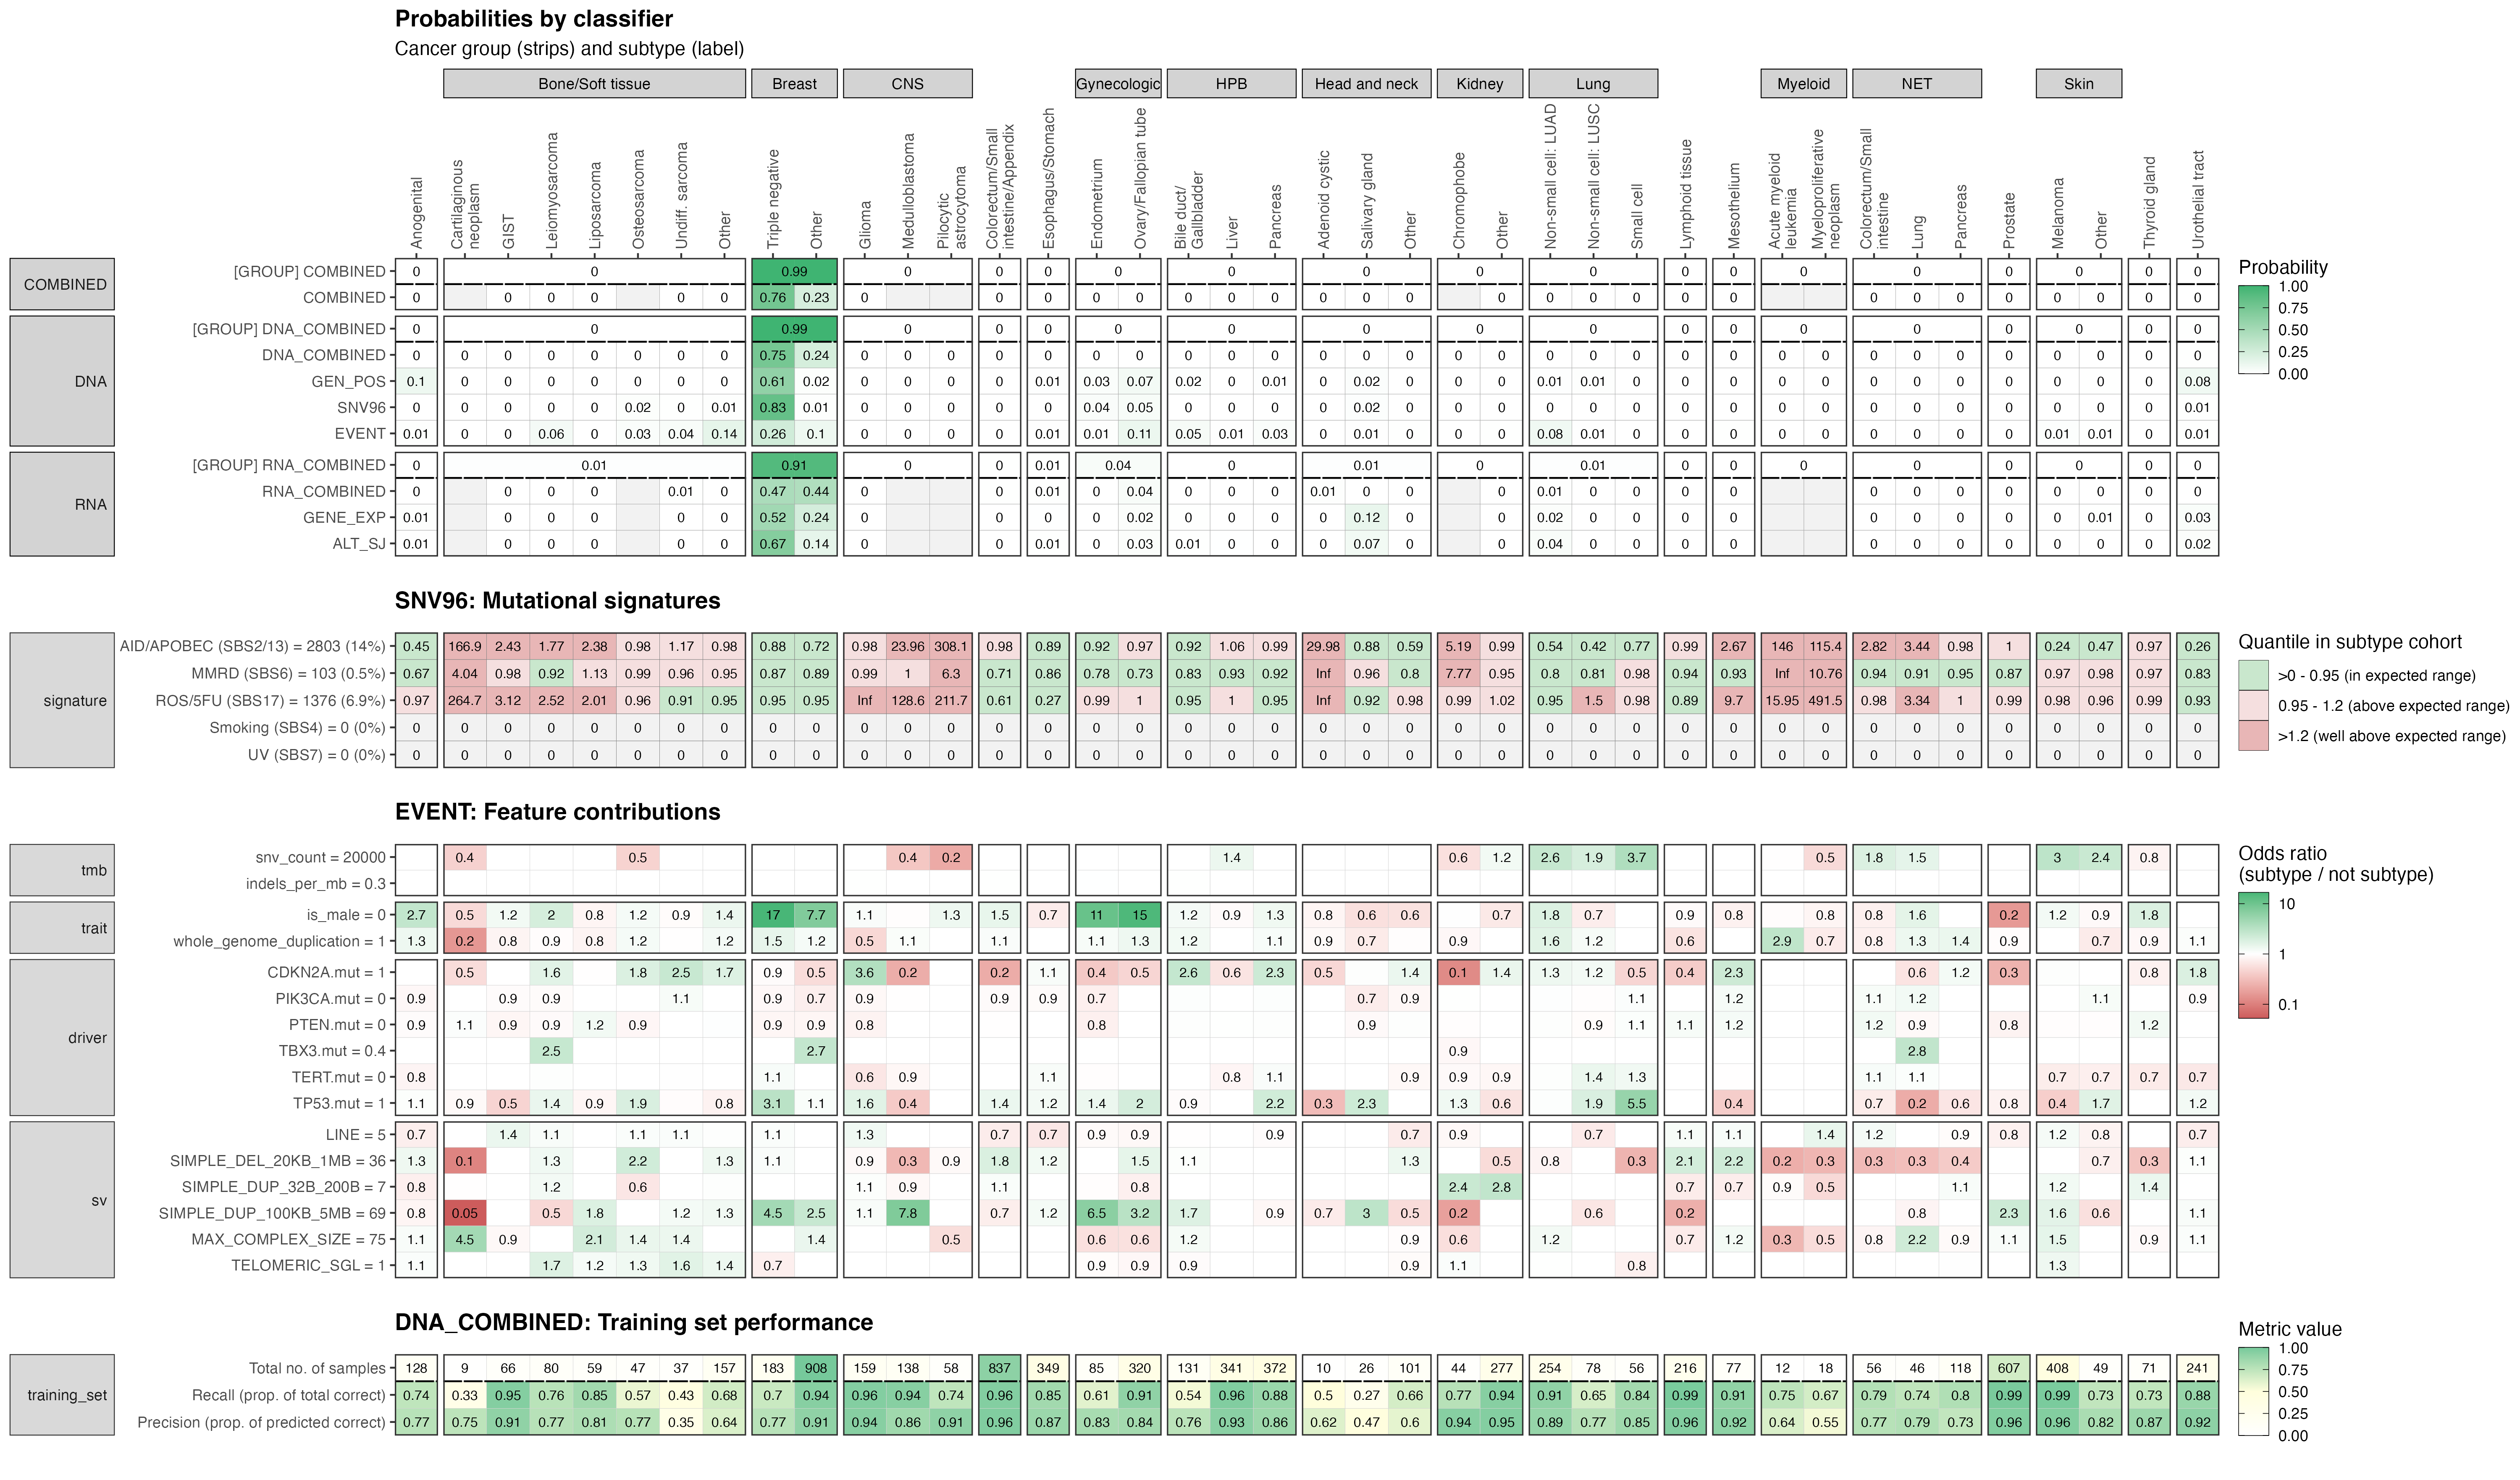 Probabilities by classifier
Cancer group (strips) and subtype (label)
Bone/Soft tissue Breast CNS Gynecologic HPB Head and neck Kidney Lung Myeloid NET Skin
Anogenital
Cartilaginous
neoplasm
GIST
Leiomyosarcoma
Liposarcoma
Osteosarcoma
Undiff. sarcoma
Other
Triple negative
Other
Glioma
Medulloblastoma
Pilocytic
astrocytoma
Colorectum/Small
intestine/Appendix
Esophagus/Stomach
Endometrium
Ovary/Fallopian tube
Bile duct/
Gallbladder
Liver
Pancreas
Adenoid cystic
Salivary gland
Other
Chromophobe
Other
Non-small cell: LUAD
Non-small cell: LUSC
Small cell
Lymphoid tissue
Mesothelium
Acute myeloid
leukemia
Myeloproliferative
neoplasm
Colorectum/Small
intestine
Lung
Pancreas
Prostate
Melanoma
Other
Thyroid gland
Urothelial tract
COMBINED
[GROUP] COMBINED 0 0 0.99 0 0 0 0 0 0 0 0 0 0 0 0 0 0 0 0
COMBINED 0 0 0 0 0 0 0.76 0.23 0 0 0 0 0 0 0 0 0 0 0 0 0 0 0 0 0 0 0 0 0 0 0 0 0
DNA
[GROUP] DNA_COMBINED 0 0 0.99 0 0 0 0 0 0 0 0 0 0 0 0 0 0 0 0
DNA_COMBINED 0 0 0 0 0 0 0 0 0.75 0.24 0 0 0 0 0 0 0 0 0 0 0 0 0 0 0 0 0 0 0 0 0 0 0 0 0 0 0 0 0 0
GEN_POS 0.1 0 0 0 0 0 0 0 0.61 0.02 0 0 0 0 0.01 0.03 0.07 0.02 0 0.01 0 0.02 0 0 0 0.01 0.01 0 0 0 0 0 0 0 0 0 0 0 0 0.08
SNV96 0 0 0 0 0 0.02 0 0.01 0.83 0.01 0 0 0 0 0 0.04 0.05 0 0 0 0 0.02 0 0 0 0 0 0 0 0 0 0 0 0 0 0 0 0 0 0.01
EVENT 0.01 0 0 0.06 0 0.03 0.04 0.14 0.26 0.1 0 0 0 0 0.01 0.01 0.11 0.05 0.01 0.03 0 0.01 0 0 0 0.08 0.01 0 0 0 0 0 0 0 0 0 0.01 0.01 0 0.01
RNA
[GROUP] RNA_COMBINED 0 0.01 0.91 0 0 0.01 0.04 0 0.01 0 0.01 0 0 0 0 0 0 0 0
RNA_COMBINED 0 0 0 0 0.01 0 0.47 0.44 0 0 0.01 0 0.04 0 0 0 0.01 0 0 0 0.01 0 0 0 0 0 0 0 0 0 0 0 0
GENE_EXP 0.01 0 0 0 0 0 0.52 0.24 0 0 0 0 0.02 0 0 0 0 0.12 0 0 0.02 0 0 0 0 0 0 0 0 0 0.01 0 0.03
ALT_SJ 0.01 0 0 0 0 0 0.67 0.14 0 0 0.01 0 0.03 0.01 0 0 0 0.07 0 0 0.04 0 0 0 0 0 0 0 0 0 0 0 0.02
Probability
1.00
0.75
0.50
0.25
0.00
SNV96: Mutational signatures
signature
AID/APOBEC (SBS2/13) = 2803 (14%) 0.45 166.9 2.43 1.77 2.38 0.98 1.17 0.98 0.88 0.72 0.98 23.96 308.1 0.98 0.89 0.92 0.97 0.92 1.06 0.99 29.98 0.88 0.59 5.19 0.99 0.54 0.42 0.77 0.99 2.67 146 115.4 2.82 3.44 0.98 1 0.24 0.47 0.97 0.26
MMRD (SBS6) = 103 (0.5%) 0.67 4.04 0.98 0.92 1.13 0.99 0.96 0.95 0.87 0.89 0.99 1 6.3 0.71 0.86 0.78 0.73 0.83 0.93 0.92 Inf 0.96 0.8 7.77 0.95 0.8 0.81 0.98 0.94 0.93 Inf 10.76 0.94 0.91 0.95 0.87 0.97 0.98 0.97 0.83
ROS/5FU (SBS17) = 1376 (6.9%) 0.97 264.7 3.12 2.52 2.01 0.96 0.91 0.95 0.95 0.95 Inf 128.6 211.7 0.61 0.27 0.99 1 0.95 1 0.95 Inf 0.92 0.98 0.99 1.02 0.95 1.5 0.98 0.89 9.7 15.95 491.5 0.98 3.34 1 0.99 0.98 0.96 0.99 0.93
Smoking (SBS4) = 0 (0%) 0 0 0 0 0 0 0 0 0 0 0 0 0 0 0 0 0 0 0 0 0 0 0 0 0 0 0 0 0 0 0 0 0 0 0 0 0 0 0 0
UV (SBS7) = 0 (0%) 0 0 0 0 0 0 0 0 0 0 0 0 0 0 0 0 0 0 0 0 0 0 0 0 0 0 0 0 0 0 0 0 0 0 0 0 0 0 0 0
Quantile in subtype cohort
>0 - 0.95 (in expected range)
0.95 - 1.2 (above expected range)
>1.2 (well above expected range)
EVENT: Feature contributions
tmb
snv_count = 20000 0.4 0.5 0.4 0.2 1.4 0.6 1.2 2.6 1.9 3.7 0.5 1.8 1.5 3 2.4 0.8
indels_per_mb = 0.3
trait
is_male = 0 2.7 0.5 1.2 2 0.8 1.2 0.9 1.4 17 7.7 1.1 1.3 1.5 0.7 11 15 1.2 0.9 1.3 0.8 0.6 0.6 0.7 1.8 0.7 0.9 0.8 0.8 0.8 1.6 0.2 1.2 0.9 1.8
whole_genome_duplication = 1 1.3 0.2 0.8 0.9 0.8 1.2 1.2 1.5 1.2 0.5 1.1 1.1 1.1 1.3 1.2 1.1 0.9 0.7 0.9 1.6 1.2 0.6 2.9 0.7 0.8 1.3 1.4 0.9 0.7 0.9 1.1
driver
CDKN2A.mut = 1 0.5 1.6 1.8 2.5 1.7 0.9 0.5 3.6 0.2 0.2 1.1 0.4 0.5 2.6 0.6 2.3 0.5 1.4 0.1 1.4 1.3 1.2 0.5 0.4 2.3 0.6 1.2 0.3 0.8 1.8
PIK3CA.mut = 0 0.9 0.9 0.9 1.1 0.9 0.7 0.9 0.9 0.9 0.7 0.7 0.9 1.1 1.2 1.1 1.2 1.1 0.9
PTEN.mut = 0 0.9 1.1 0.9 0.9 1.2 0.9 0.9 0.9 0.8 0.8 0.9 0.9 1.1 1.1 1.2 1.2 0.9 0.8 1.2
TBX3.mut = 0.4 2.5 2.7 0.9 2.8
TERT.mut = 0 0.8 1.1 0.6 0.9 1.1 0.8 1.1 0.9 0.9 0.9 1.4 1.3 1.1 1.1 0.7 0.7 0.7 0.7
TP53.mut = 1 1.1 0.9 0.5 1.4 0.9 1.9 0.8 3.1 1.1 1.6 0.4 1.4 1.2 1.4 2 0.9 2.2 0.3 2.3 1.3 0.6 1.9 5.5 0.4 0.7 0.2 0.6 0.8 0.4 1.7 1.2
sv
LINE = 5 0.7 1.4 1.1 1.1 1.1 1.1 1.3 0.7 0.7 0.9 0.9 0.9 0.7 0.9 0.7 1.1 1.1 1.4 1.2 0.9 0.8 1.2 0.8 0.7
SIMPLE_DEL_20KB_1MB = 36 1.3 0.1 1.3 2.2 1.3 1.1 0.9 0.3 0.9 1.8 1.2 1.5 1.1 1.3 0.5 0.8 0.3 2.1 2.2 0.2 0.3 0.3 0.3 0.4 0.7 0.3 1.1
SIMPLE_DUP_32B_200B = 7 0.8 1.2 0.6 1.1 0.9 1.1 0.8 2.4 2.8 0.7 0.7 0.9 0.5 1.1 1.2 1.4
SIMPLE_DUP_100KB_5MB = 69 0.8 0.05 0.5 1.8 1.2 1.3 4.5 2.5 1.1 7.8 0.7 1.2 6.5 3.2 1.7 0.9 0.7 3 0.5 0.2 0.6 0.2 0.8 2.3 1.6 0.6 1.1
MAX_COMPLEX_SIZE = 75 1.1 4.5 0.9 2.1 1.4 1.4 1.4 0.5 0.6 0.6 1.2 0.9 0.6 1.2 0.7 1.2 0.3 0.5 0.8 2.2 0.9 1.1 1.5 0.9 1.1
TELOMERIC_SGL = 1 1.1 1.7 1.2 1.3 1.6 1.4 0.7 0.9 0.9 0.9 0.9 1.1 0.8 1.3
Odds ratio
(subtype / not subtype)
10
1
0.1
DNA_COMBINED: Training set performance
training_set
Total no. of samples 128 9 66 80 59 47 37 157 183 908 159 138 58 837 349 85 320 131 341 372 10 26 101 44 277 254 78 56 216 77 12 18 56 46 118 607 408 49 71 241
Recall (prop. of total correct) 0.74 0.33 0.95 0.76 0.85 0.57 0.43 0.68 0.7 0.94 0.96 0.94 0.74 0.96 0.85 0.61 0.91 0.54 0.96 0.88 0.5 0.27 0.66 0.77 0.94 0.91 0.65 0.84 0.99 0.91 0.75 0.67 0.79 0.74 0.8 0.99 0.99 0.73 0.73 0.88
Precision (prop. of predicted correct) 0.77 0.75 0.91 0.77 0.81 0.77 0.35 0.64 0.77 0.91 0.94 0.86 0.91 0.96 0.87 0.83 0.84 0.76 0.93 0.86 0.62 0.47 0.6 0.94 0.95 0.89 0.77 0.85 0.96 0.92 0.64 0.55 0.77 0.79 0.73 0.96 0.96 0.82 0.87 0.92
Metric value
1.00
0.75
0.50
0.25
0.00